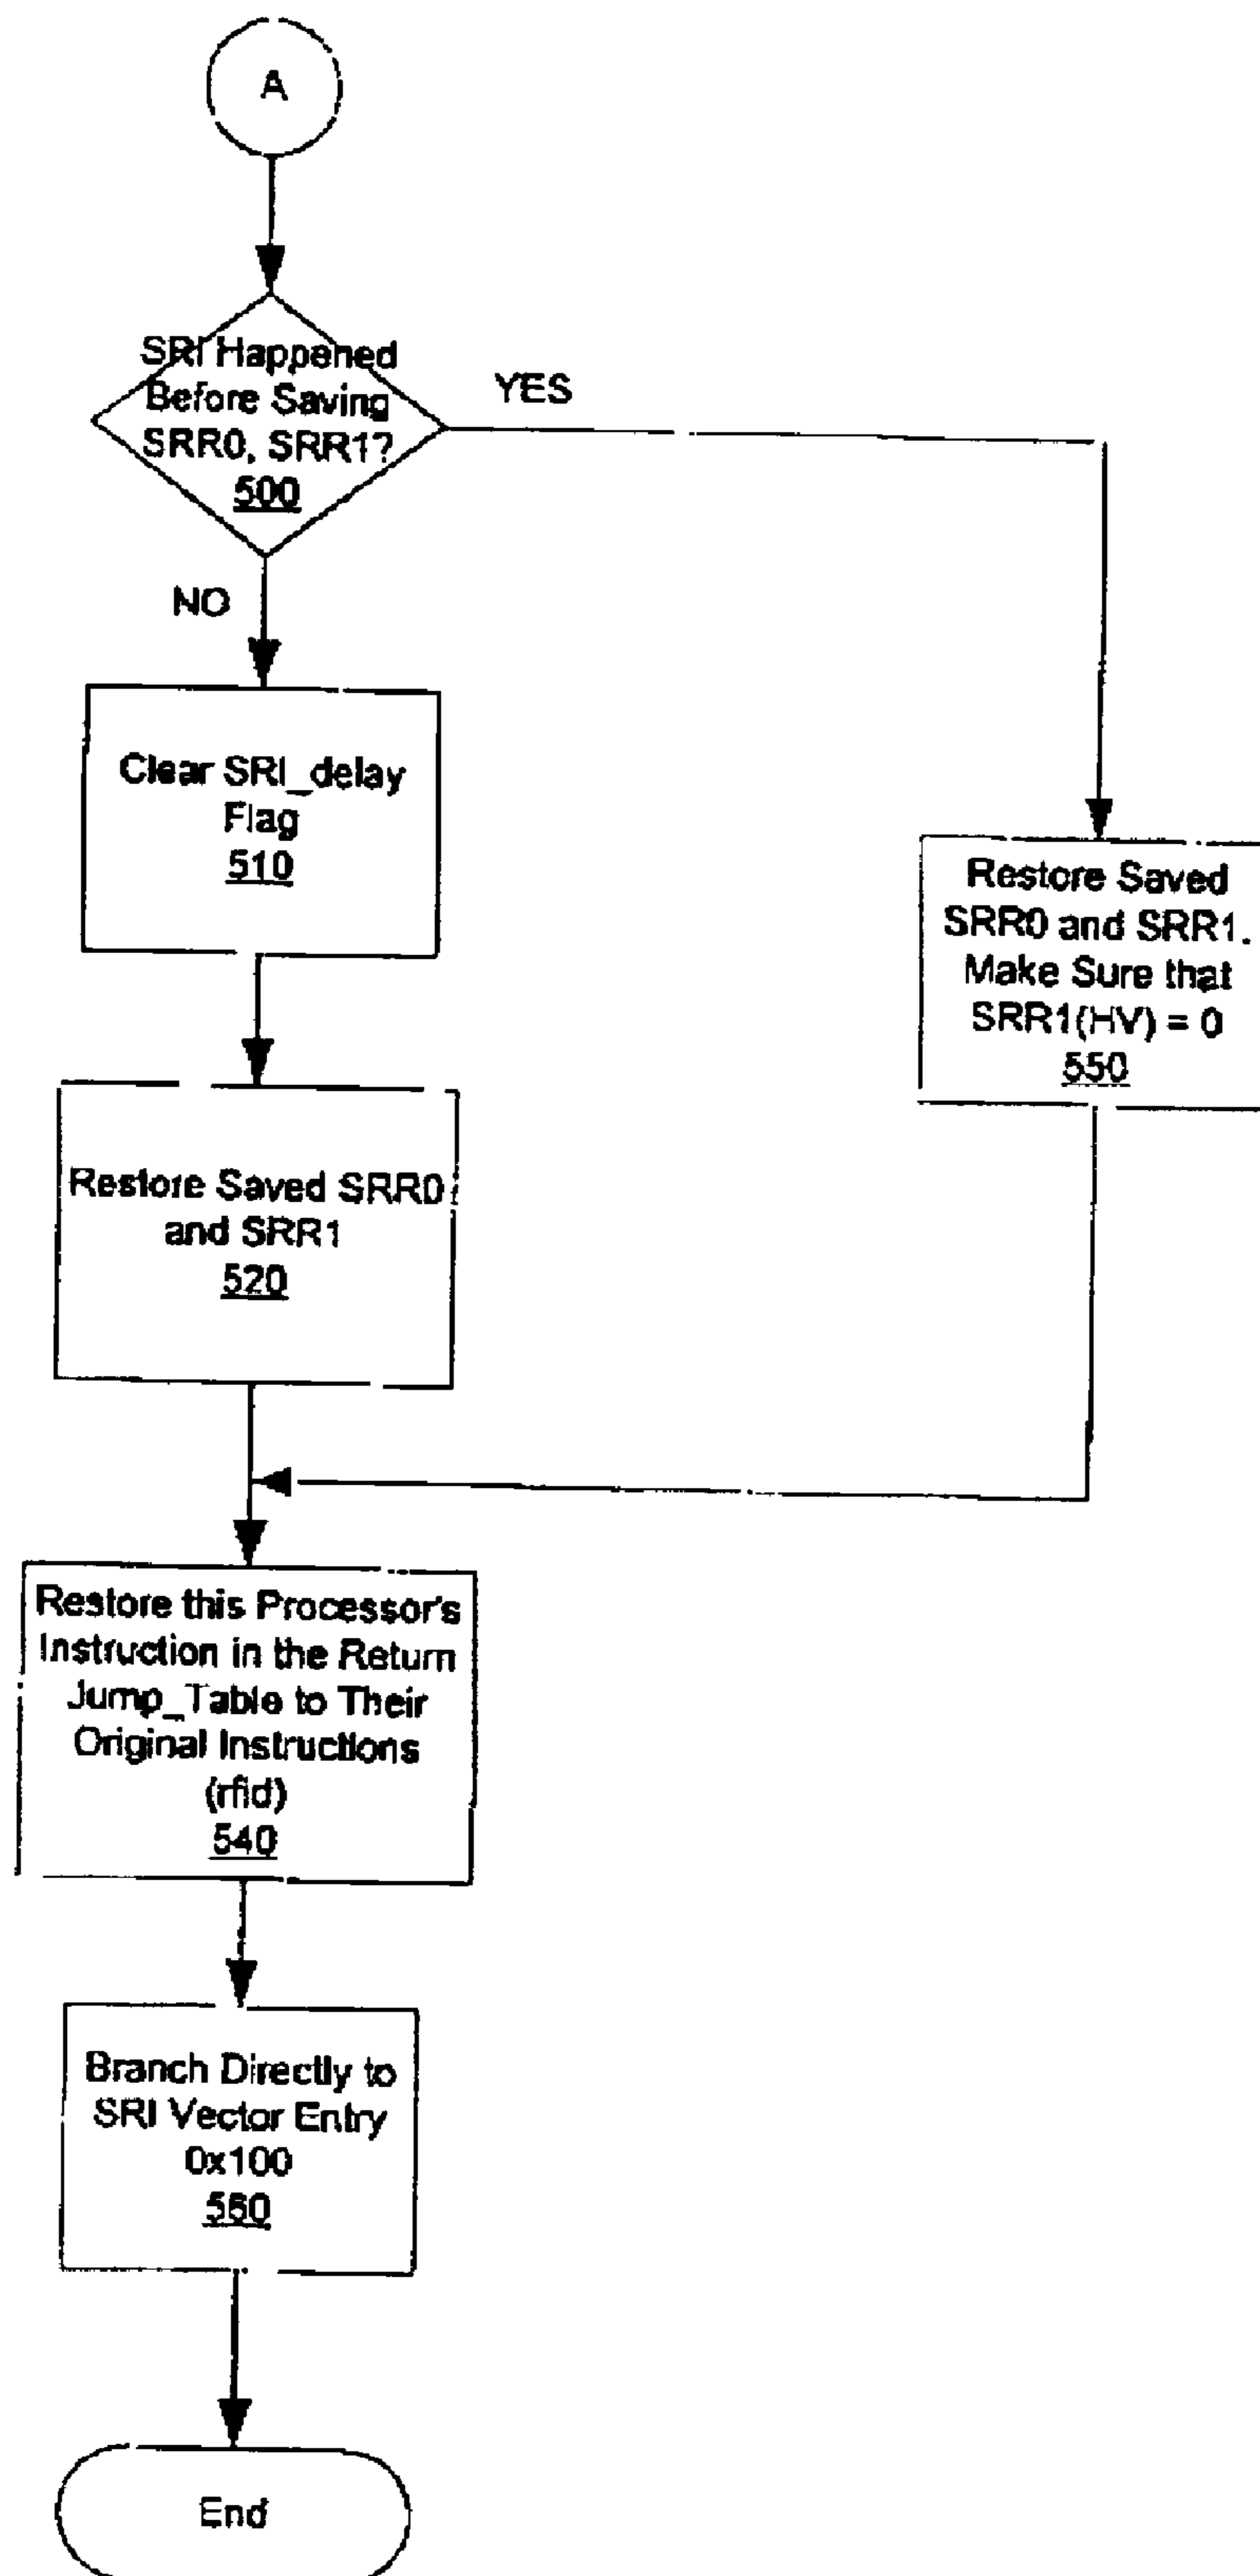 A
SRI Happened
Before Saving
SRR0, SRR1?
500
YES
NO
Clear SRI_delay
Flag
510
Restore Saved
SRR0 and SRR1.
Make Sure that
SRR1(HV) = 0
550
Restore Saved SRR0
and SRR1
520
Restore this Processor's
Instruction in the Return
Jump_Table to Their
Original Instructions
(rfid)
540
Branch Directly to
SRI Vector Entry
0x100
560
End